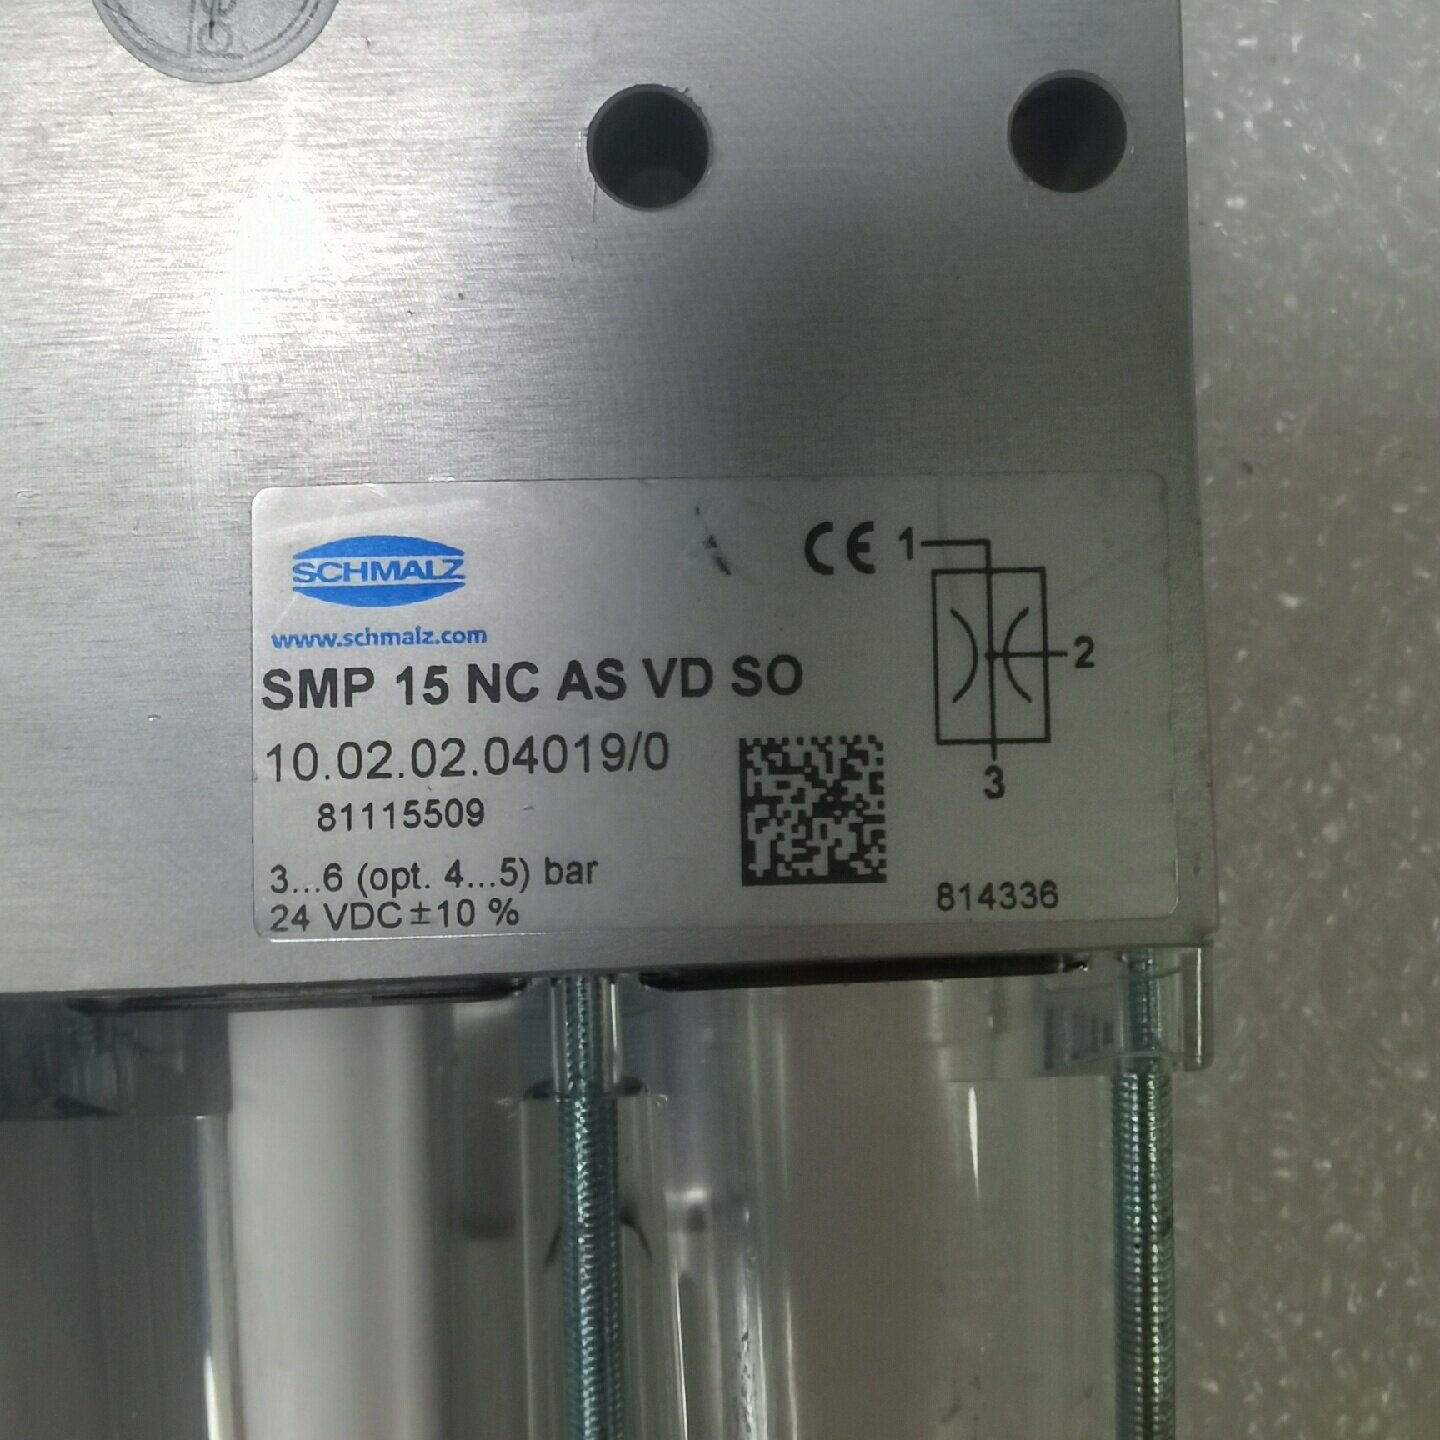 SCHMALZ
www.schmalz.com
CE 1
2
3
SMP 15 NC AS VD SO
10.02.02.04019/0
81115509
3...6 (opt. 4...5) bar
24 VDC ±10 %
814336